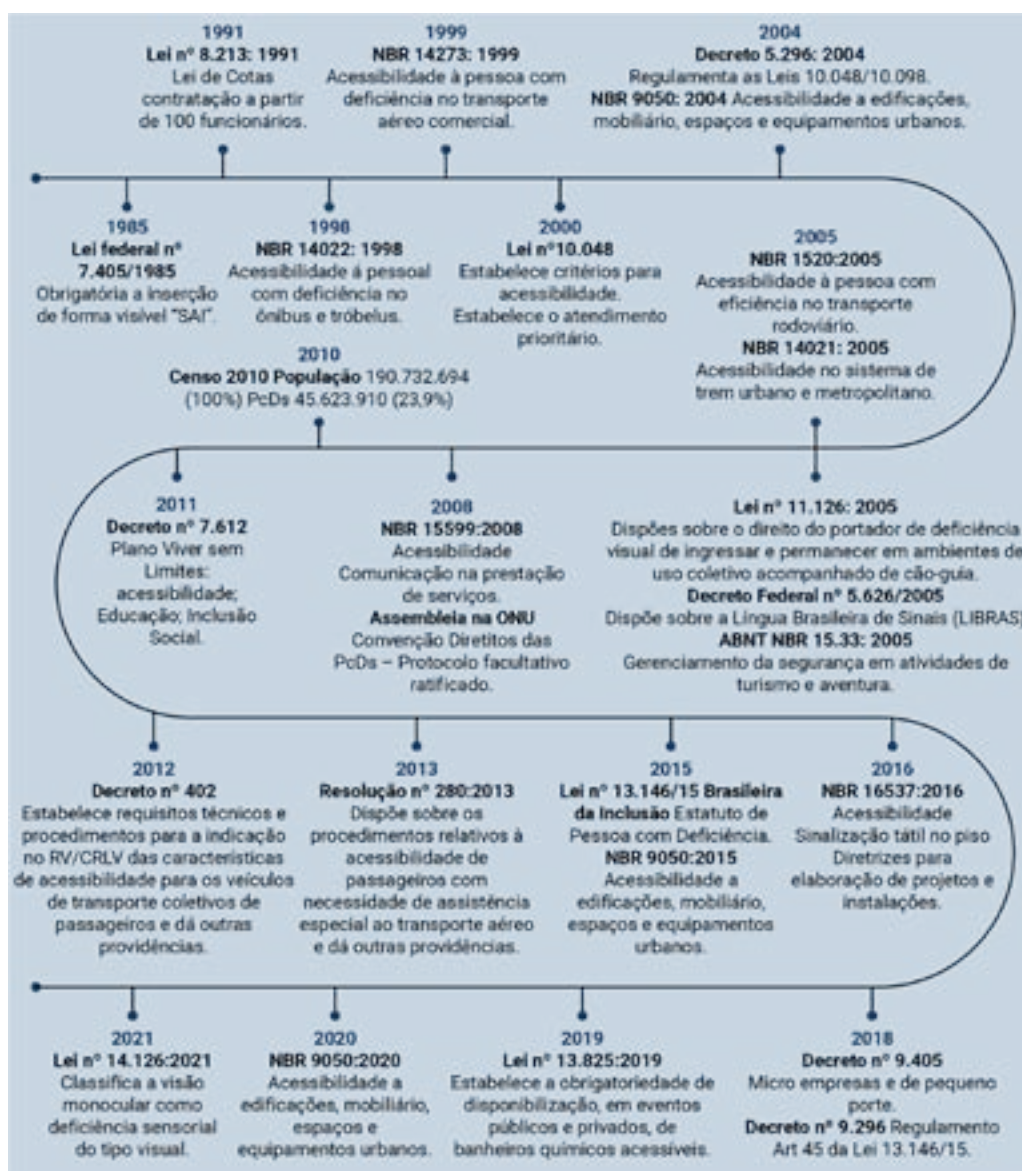 1991
Lei nº 8.213: 1991
Lei de Cotas
contratação a partir
de 100 funcionários.
1999
NBR 14273: 1999
Acessibilidade à pessoa com
deficiência no transporte
aéreo comercial.
2004
Decreto 5.296: 2004
Regulamenta as Leis 10.048/10.098.
NBR 9050: 2004 Acessibilidade a edificações,
mobiliário, espaços e equipamentos urbanos.
1985
Lei federal nº
7.405/1985
Obrigatória a inserção
de forma visível "SAI".
1998
NBR 14022: 1998
Acessibilidade á pessoal
com deficiência no
ônibus e tróbelus.
2000
Lei nº10.048
Estabelece critérios para
acessibilidade.
Estabelece o atendimento
prioritário.
2005
NBR 1520:2005
Acessibilidade à pessoa com
eficiência no transporte
rodoviário.
NBR 14021: 2005
Acessibilidade no sistema de
trem urbano e metropolitano.
2010
Censo 2010 População 190.732.694
(100%) PcDs 45.623.910 (23,9%)
2011
Decreto nº 7.612
Plano Viver sem
Limites:
acessibilidade;
Educação; Inclusão
Social.
2008
NBR 15599:2008
Acessibilidade
Comunicação na prestação
de serviços.
Assembleia na ONU
Convenção Diretitos das
PcDs – Protocolo facultativo
ratificado.
Lei nº 11.126: 2005
Dispões sobre o direito do portador de deficiência
visual de ingressar e permanecer em ambientes de
uso coletivo acompanhado de cão-guia.
Decreto Federal nº 5.626/2005
Dispõe sobre a Lingua Brasileira de Sinais (LIBRAS)
ABNT NBR 15.33: 2005
Gerenciamento da segurança em atividades de
turismo e aventura.
2012
Decreto nº 402
Estabelece requisitos técnicos e
procedimentos para a indicação
no RV/CRLV das características
de acessibilidade para os veículos
de transporte coletivos de
passageiros e dá outras
providências.
2013
Resolução nº 280:2013
Dispõe sobre os
procedimentos relativos à
acessibilidade de
passageiros com
necessidade de assistência
especial ao transporte aéreo
e dá outras providências.
2015
Lei nº 13.146/15 Brasileira
da Inclusão Estatuto de
Pessoa com Deficiência.
NBR 9050:2015
Acessibilidade a
edificações, mobiliário,
espaços e equipamentos
urbanos.
2016
NBR 16537:2016
Acessibilidade
Sinalização tátil no piso
Diretrizes para
elaboração de projetos e
instalações.
2021
Lei nº 14.126:2021
Classifica a visão
monocular como
deficiência sensorial
do tipo visual.
2020
NBR 9050:2020
Acessibilidade a
edificações, mobiliário,
espaços e
equipamentos urbanos.
2019
Lei nº 13.825:2019
Estabelece a obrigatoriedade de
disponibilização, em eventos
públicos e privados, de
banheiros químicos acessíveis.
2018
Decreto nº 9.405
Micro empresas e de pequeno
porte.
Decreto nº 9.296 Regulamento
Art 45 da Lei 13.146/15.